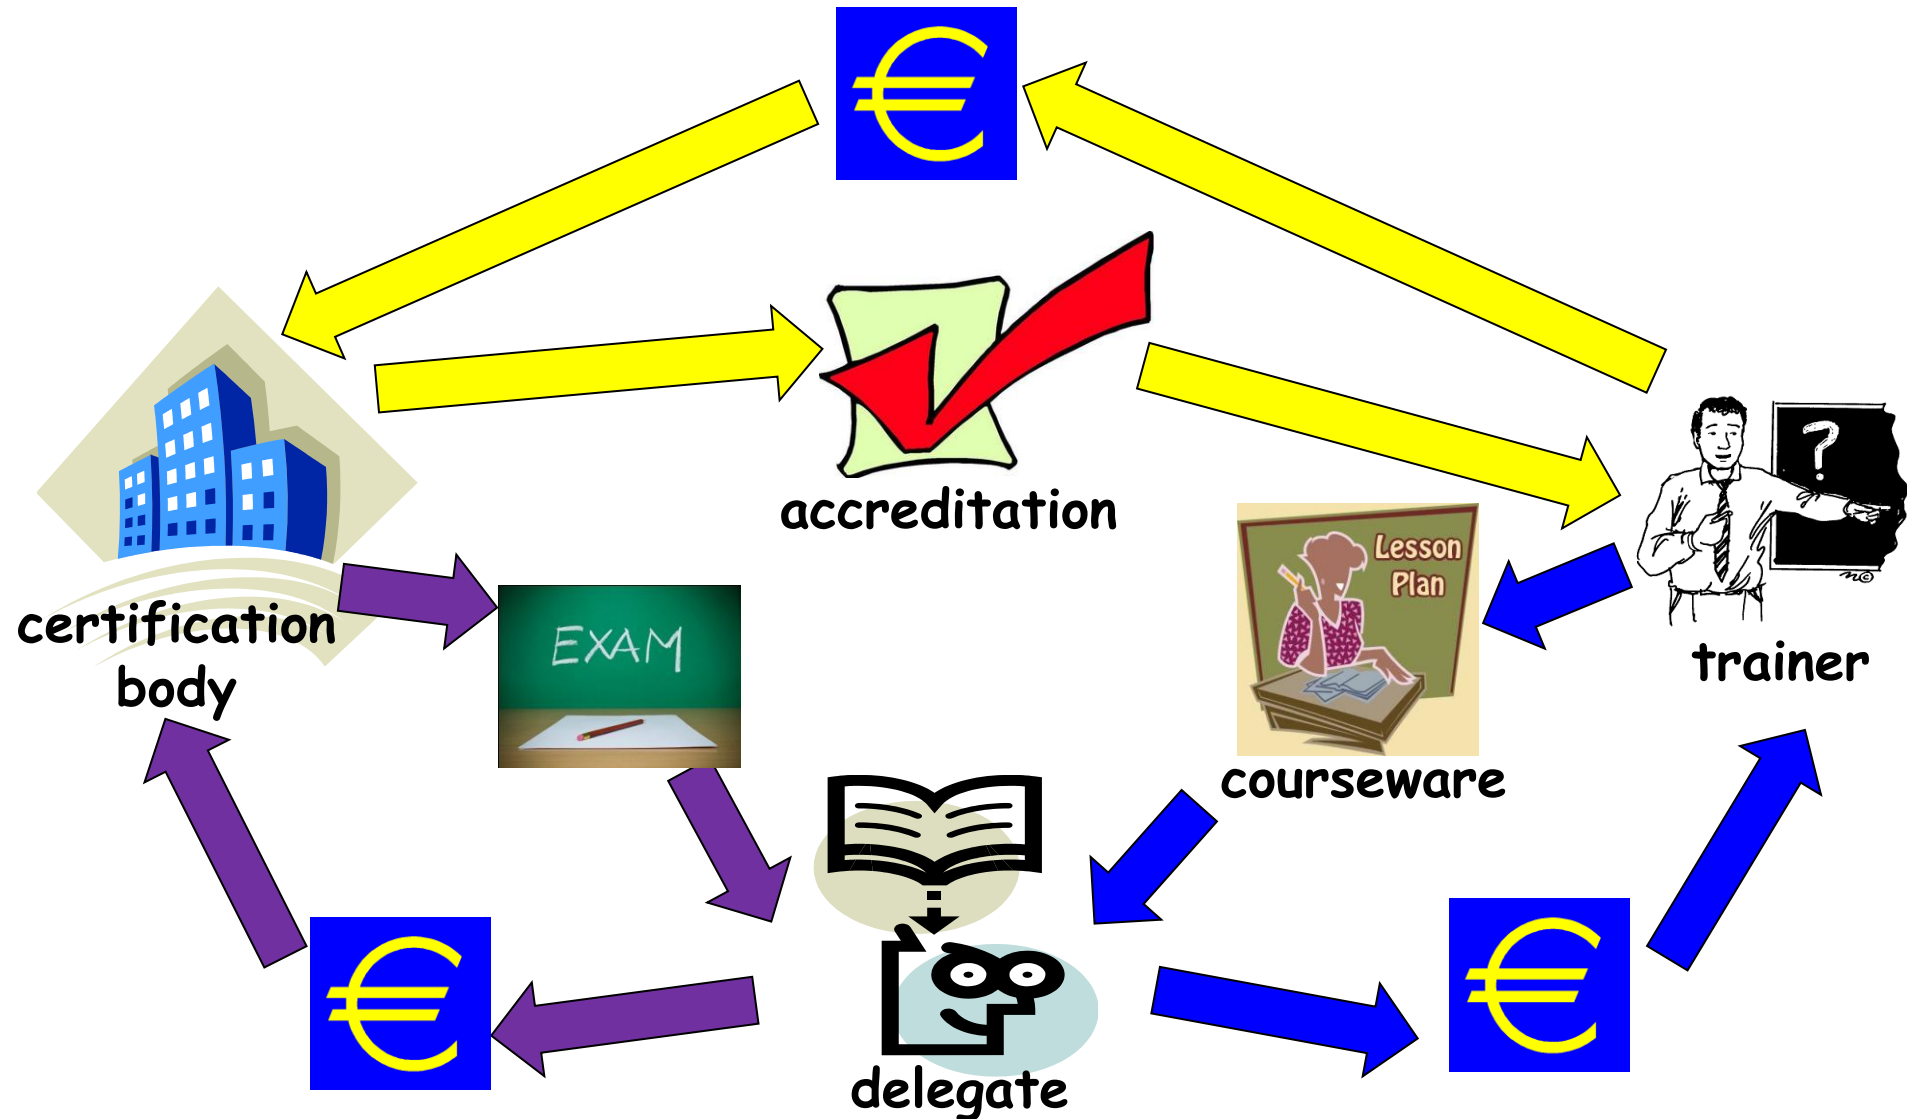 €
accreditation
Lesson
Plan
?
certification
body
EXAM
trainer
courseware
€
€
delegate